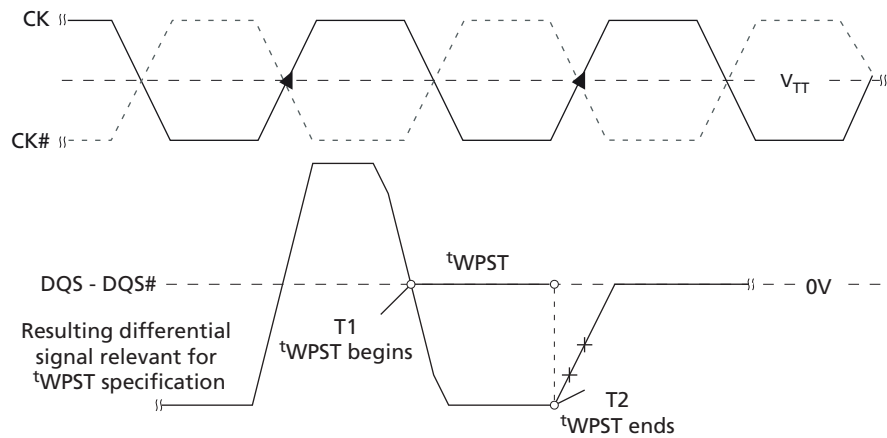 CK
V_TT
CK#
tWPST
DQS - DQS#
0V
Resulting differential
signal relevant for
tWPST specification
T1
tWPST begins
T2
tWPST ends